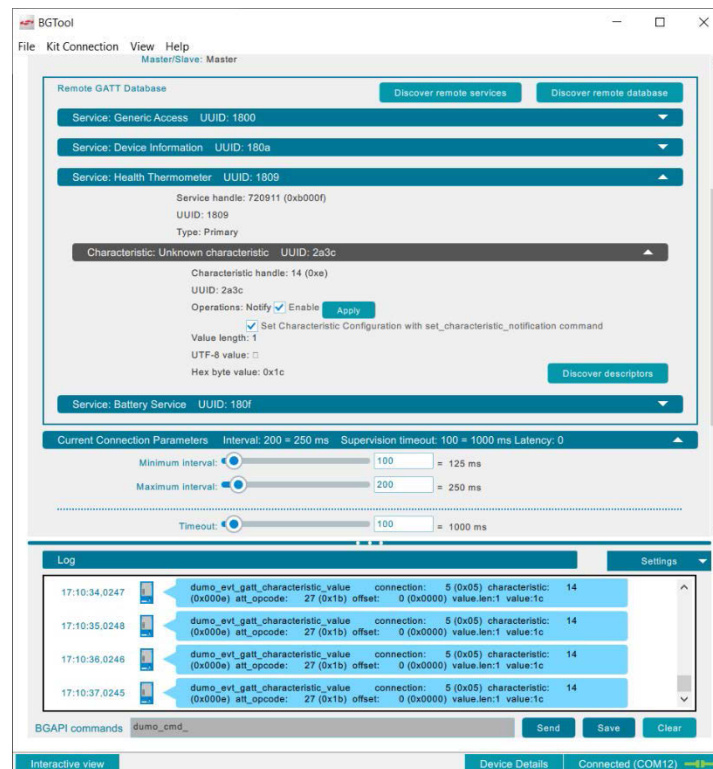 BGTool
File Kit Connection View Help
Master/Slave: Master
Remote GATT Database
Discover remote services
Discover remote database
Service: Generic Access UUID: 1800
Service: Device Information UUID: 180a
Service: Health Thermometer UUID: 1809
Service handle: 720911 (0xb000f)
UUID: 1809
Type: Primary
Characteristic: Unknown characteristic UUID: 2a3c
Characteristic handle: 14 (0xe)
UUID: 2a3c
Operations: Notify Enable Apply
Set Characteristic Configuration with set_characteristic_notification command
Value length: 1
UTF-8 value: □
Hex byte value: 0x1c
Discover descriptors
Service: Battery Service UUID: 180f
Current Connection Parameters Interval: 200 = 250 ms Supervision timeout: 100 = 1000 ms Latency: 0
Minimum interval: 100 = 125 ms
Maximum interval: 200 = 250 ms
Timeout: 100 = 1000 ms
Log
Settings
17:10:34,0247 dumo_evt_gatt_characteristic_value connection: 5 (0x05) characteristic: 14
(0x000e) att_opcode: 27 (0x1b) offset: 0 (0x0000) value.len:1 value:1c
17:10:35,0248 dumo_evt_gatt_characteristic_value connection: 5 (0x05) characteristic: 14
(0x000e) att_opcode: 27 (0x1b) offset: 0 (0x0000) value.len:1 value:1c
17:10:36,0246 dumo_evt_gatt_characteristic_value connection: 5 (0x05) characteristic: 14
(0x000e) att_opcode: 27 (0x1b) offset: 0 (0x0000) value.len:1 value:1c
17:10:37,0245 dumo_evt_gatt_characteristic_value connection: 5 (0x05) characteristic: 14
(0x000e) att_opcode: 27 (0x1b) offset: 0 (0x0000) value.len:1 value:1c
BGAPI commands dumo_cmd_ Send Save Clear
Interactive view Device Details Connected (COM12)